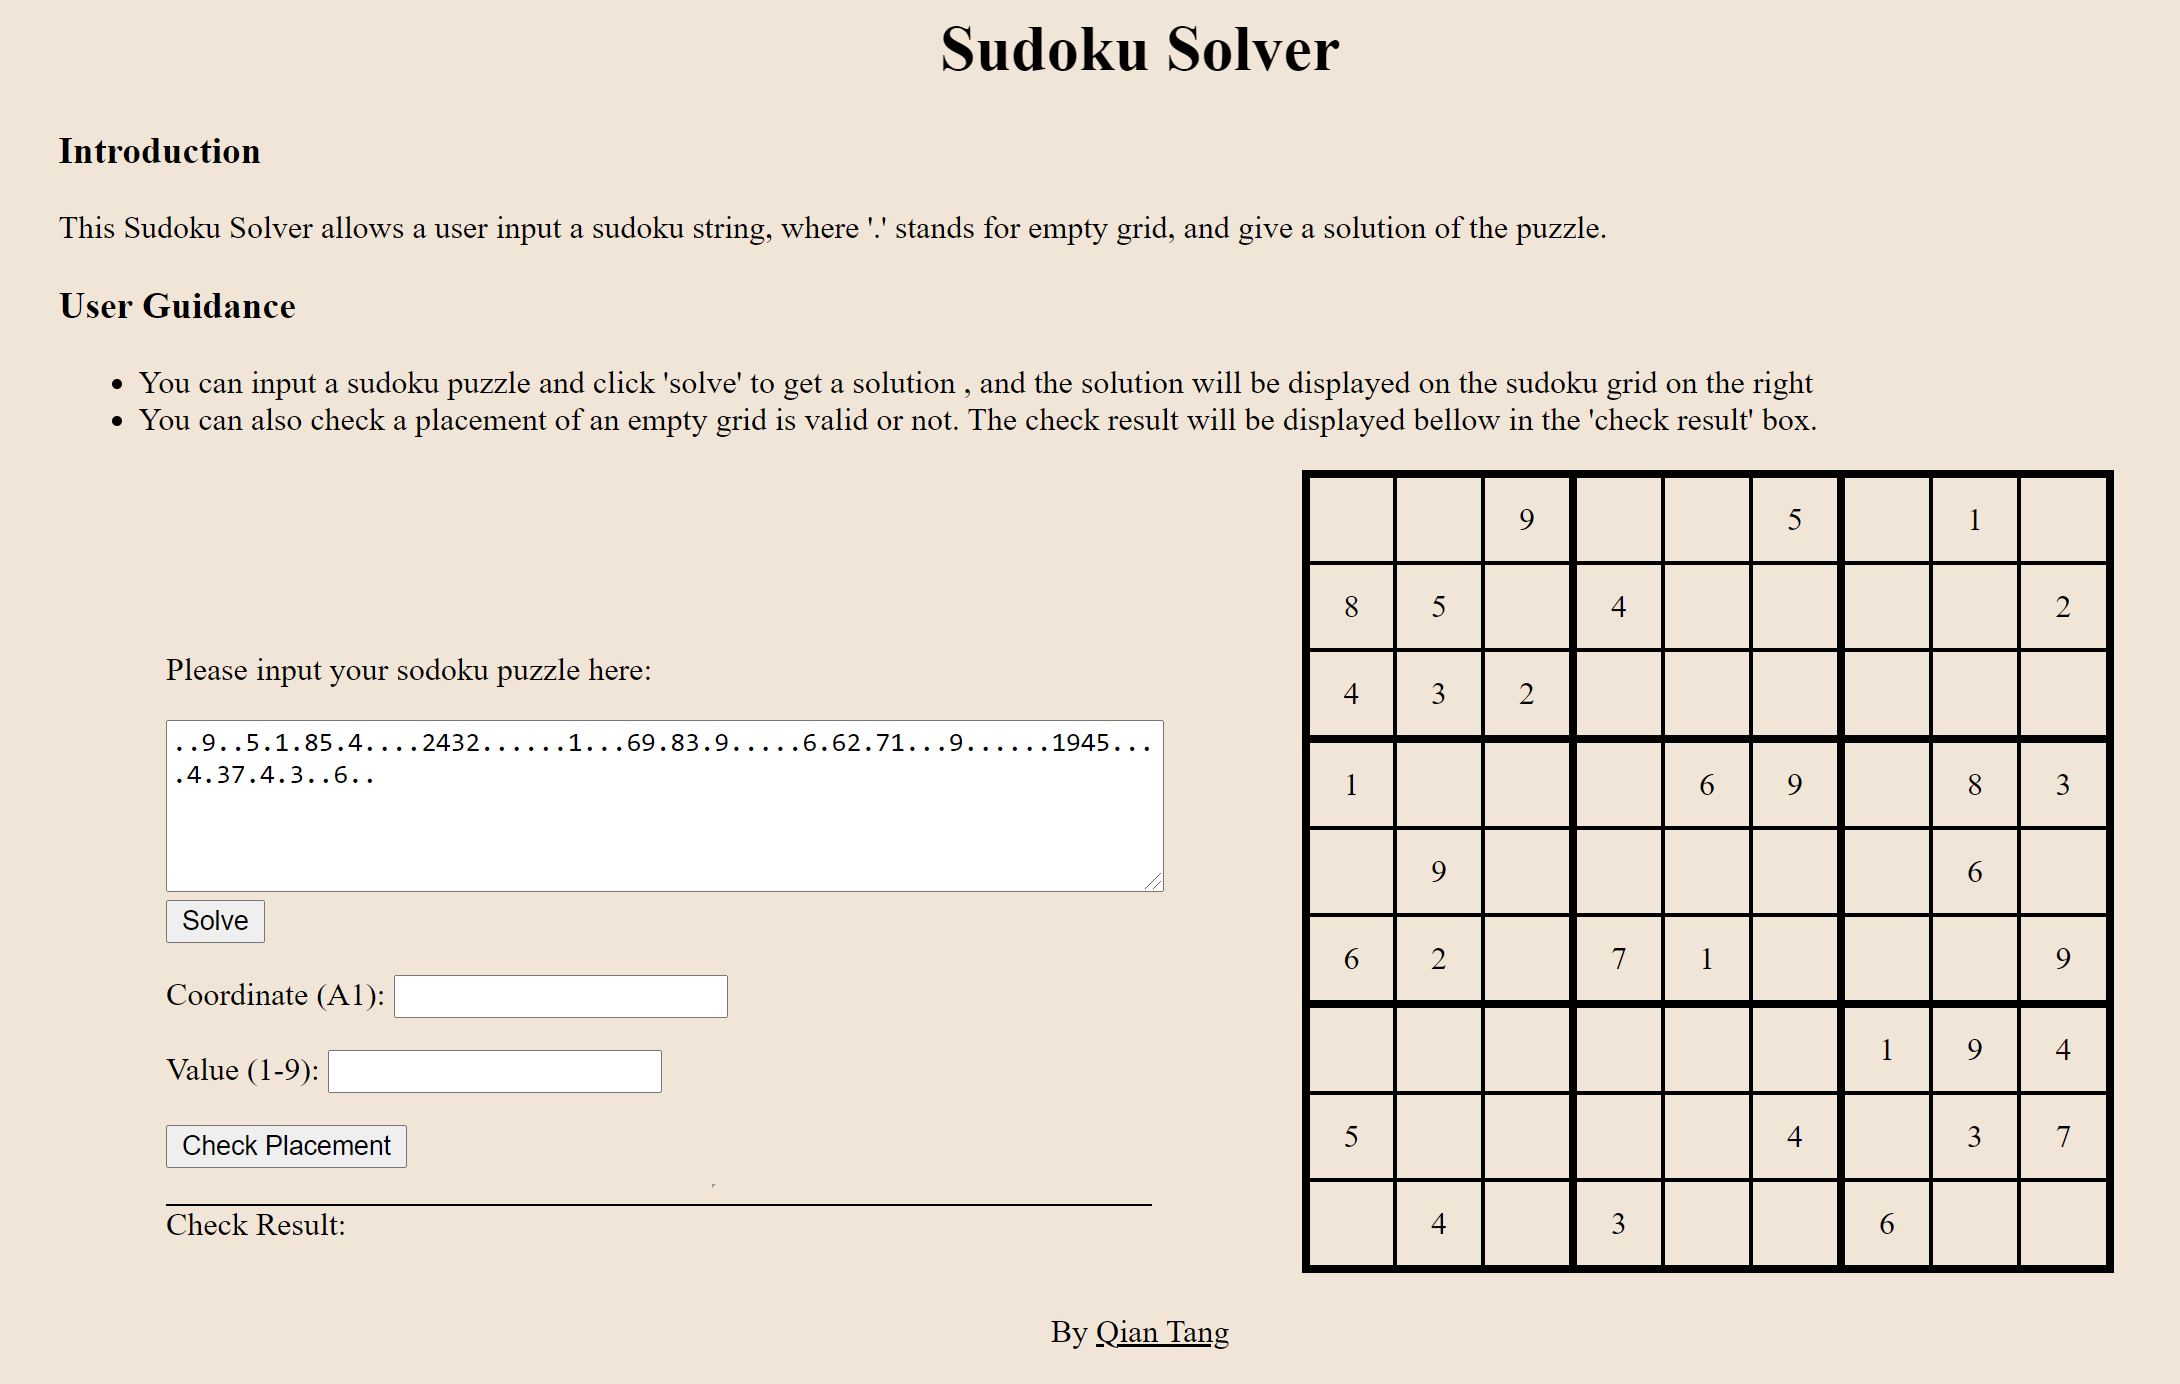 Sudoku Solver
Introduction
This Sudoku Solver allows a user input a sudoku string, where '.' stands for empty grid, and give a solution of the puzzle.
User Guidance
You can input a sudoku puzzle and click 'solve' to get a solution , and the solution will be displayed on the sudoku grid on the right
You can also check a placement of an empty grid is valid or not. The check result will be displayed bellow in the 'check result' box.
Please input your sodoku puzzle here:
..9..5.1.85.4....2432......1...69.83.9.....6.62.71...9......1945...
.4.37.4.3..6..
Solve
Coordinate (A1):
Value (1-9):
Check Placement
Check Result:
9 5 1
8 5 4 2
4 3 2
1 6 9 8 3
9 6
6 2 7 1 9
1 9 4
5 4 3 7
4 3 6
By Qian Tang